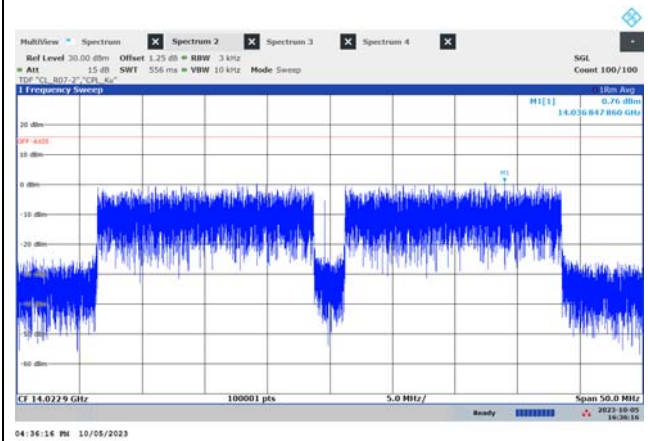 MultiView Spectrum X Spectrum 2 X Spectrum 3 X Spectrum 4 X
Ref Level 30.00 dBm Offset 1.25 dB RBW 3 kHz SGL
Att 15 dB SWT 556 ms VBW 10 kHz Mode Sweep Count 100/100
TDF "CL_R07-2","CPL_Ku"
1 Frequency Sweep 1Rm Avg
M1[1] 0.76 dBm
14.036 847 860 GHz
20 dBm
10 dBm
M1
0 dBm
-10 dBm
-20 dBm
-60 dBm
CF 14.0229 GHz 100001 pts 5.0 MHz/ Span 50.0 MHz
Ready 2023-10-05
16:36:16
04:36:16 PM 10/05/2023